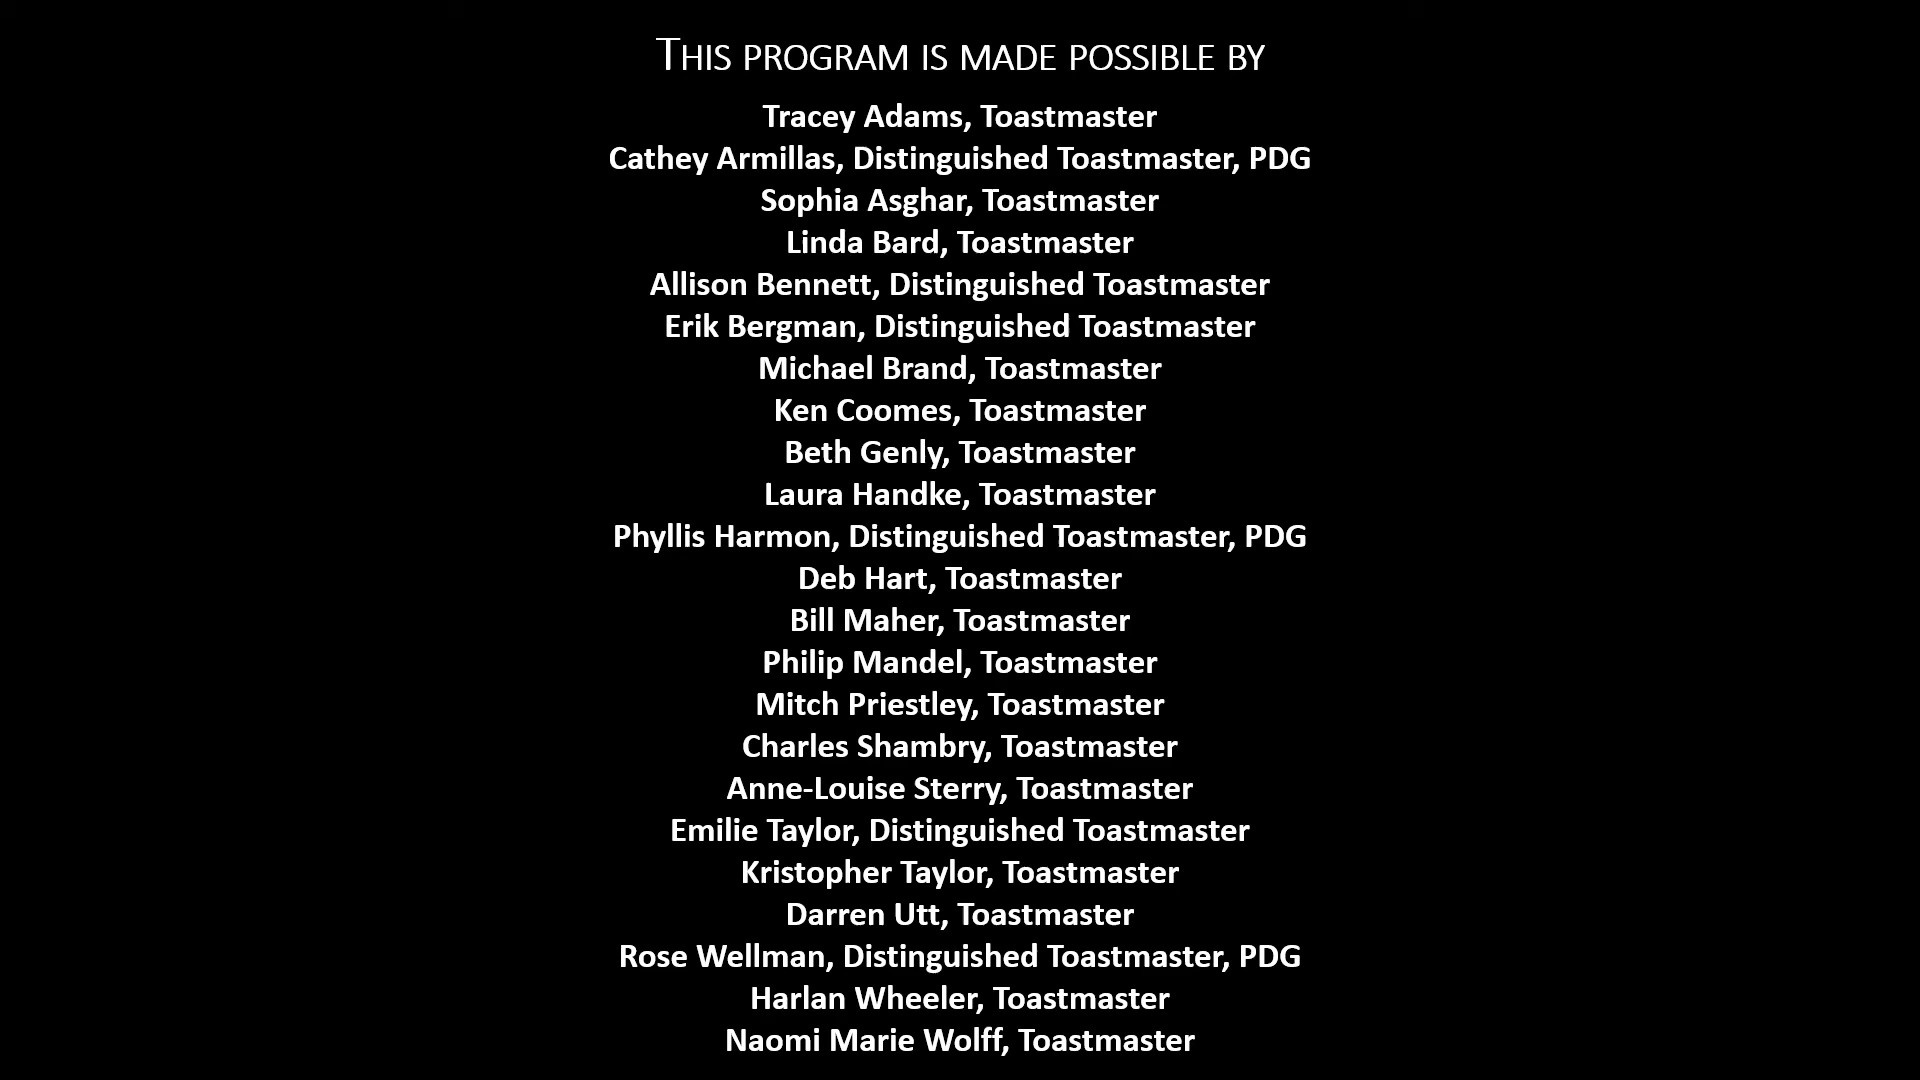 THIS PROGRAM IS MADE POSSIBLE BY
Tracey Adams, Toastmaster
Cathey Armillas, Distinguished Toastmaster, PDG
Sophia Asghar, Toastmaster
Linda Bard, Toastmaster
Allison Bennett, Distinguished Toastmaster
Erik Bergman, Distinguished Toastmaster
Michael Brand, Toastmaster
Ken Coomes, Toastmaster
Beth Genly, Toastmaster
Laura Handke, Toastmaster
Phyllis Harmon, Distinguished Toastmaster, PDG
Deb Hart, Toastmaster
Bill Maher, Toastmaster
Philip Mandel, Toastmaster
Mitch Priestley, Toastmaster
Charles Shambry, Toastmaster
Anne-Louise Sterry, Toastmaster
Emilie Taylor, Distinguished Toastmaster
Kristopher Taylor, Toastmaster
Darren Utt, Toastmaster
Rose Wellman, Distinguished Toastmaster, PDG
Harlan Wheeler, Toastmaster
Naomi Marie Wolff, Toastmaster